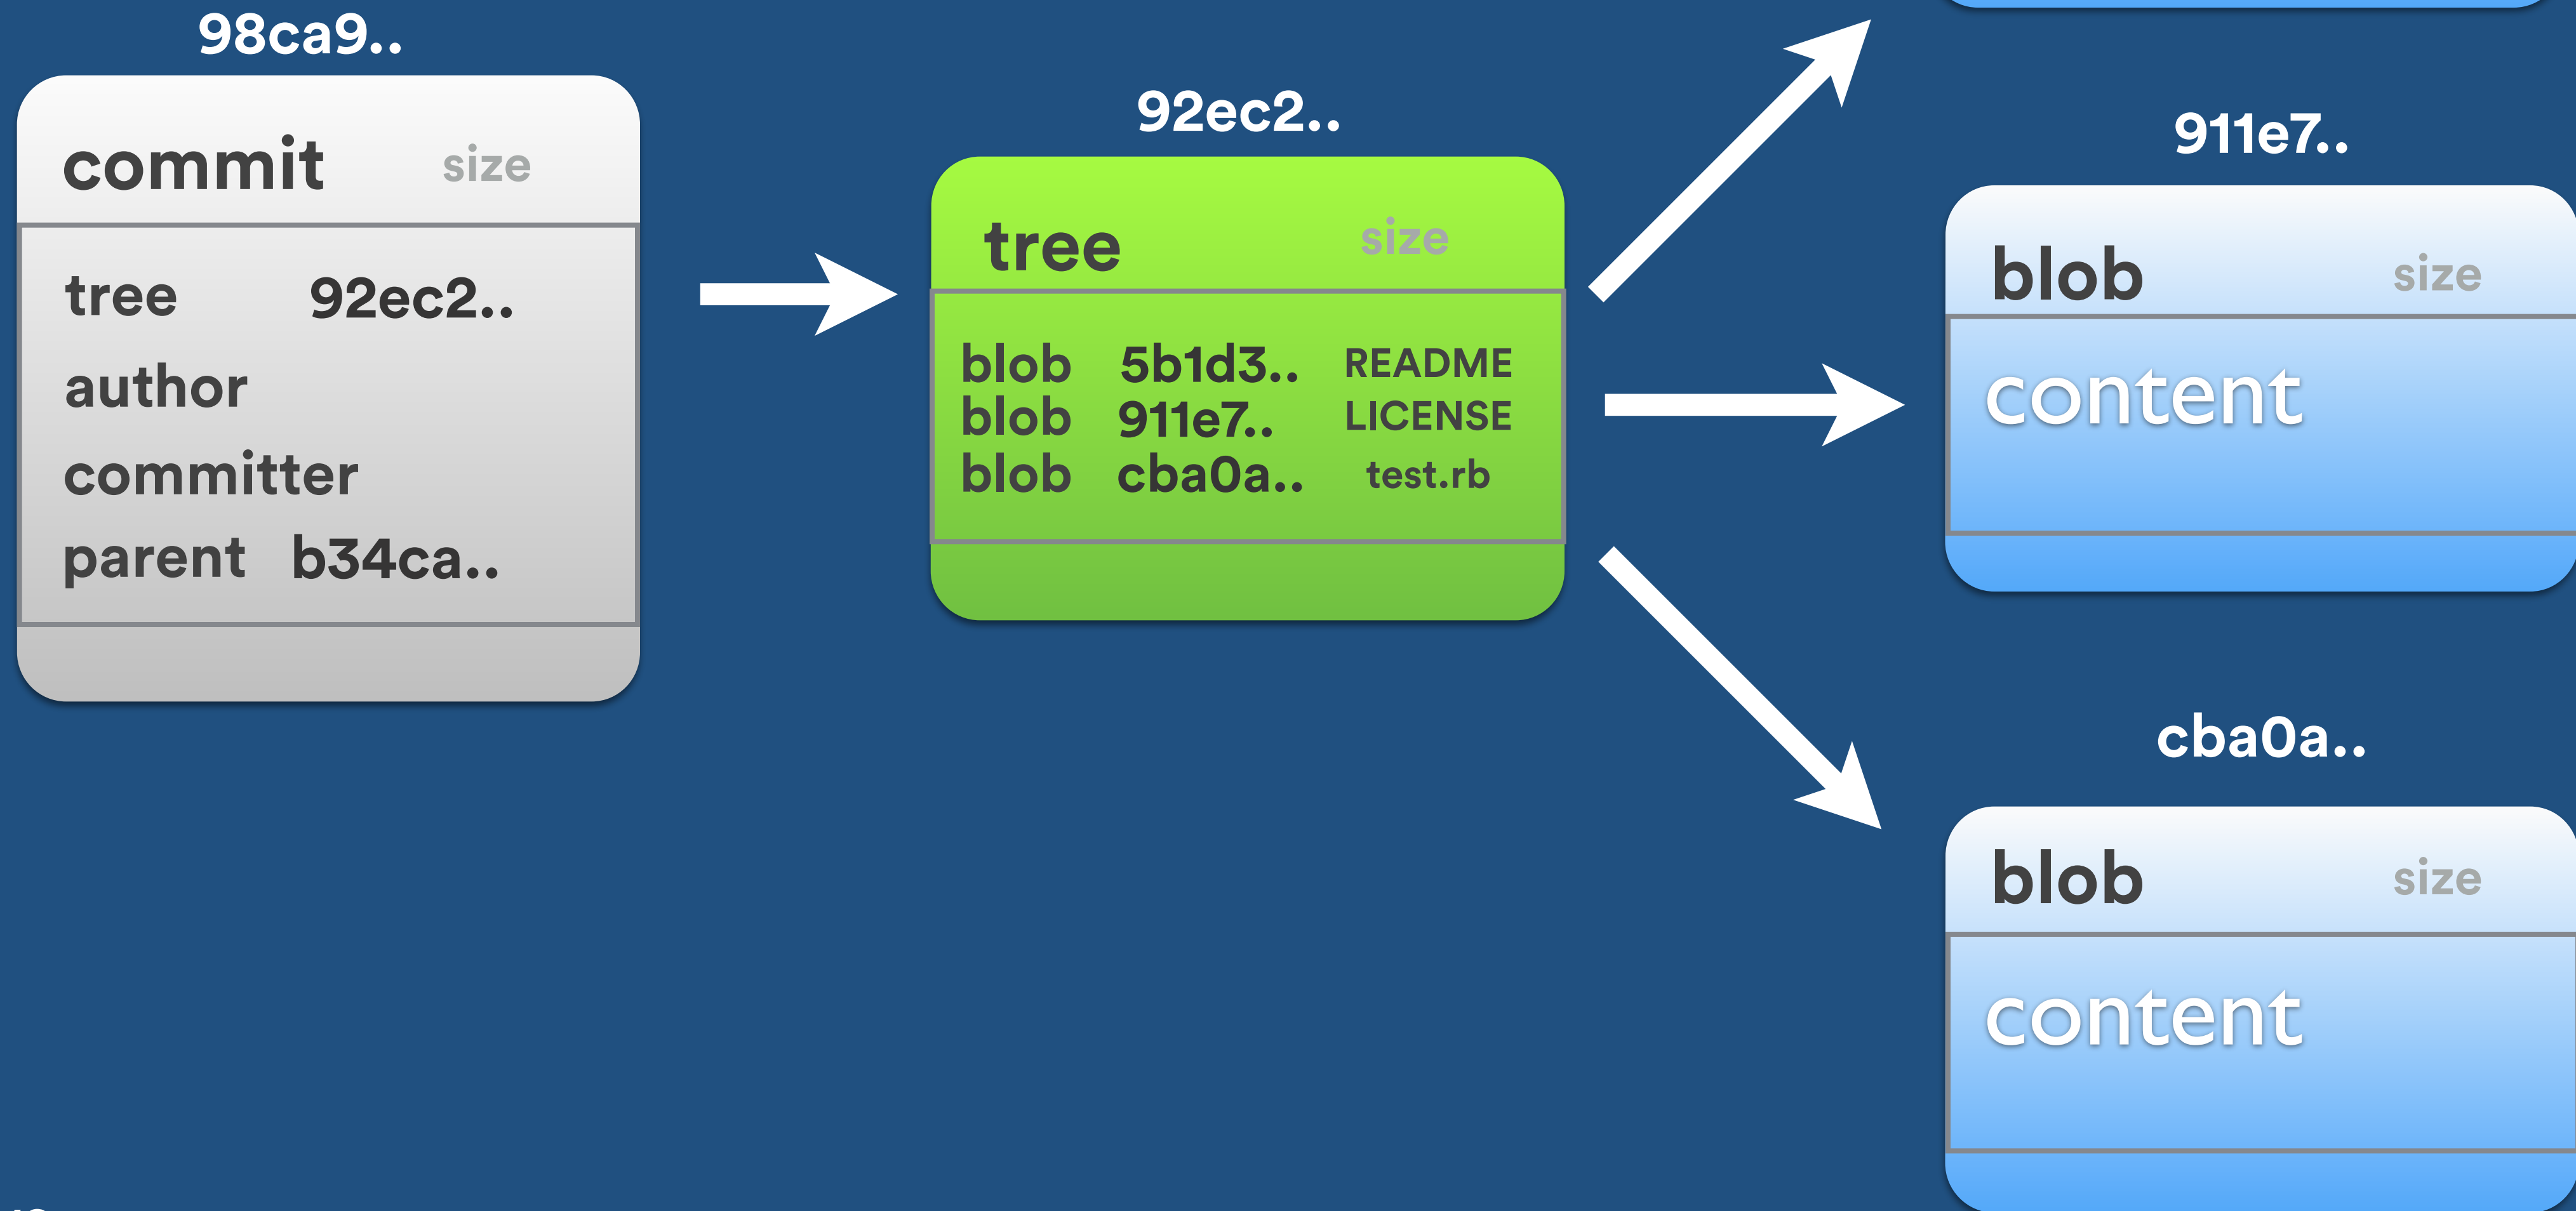 98ca9..
commit size
tree 92ec2..
author
committer
parent b34ca..
92ec2..
tree size
blob 5b1d3.. README
blob 911e7.. LICENSE
blob cba0a.. test.rb
911e7..
blob size
content
cba0a..
blob size
content